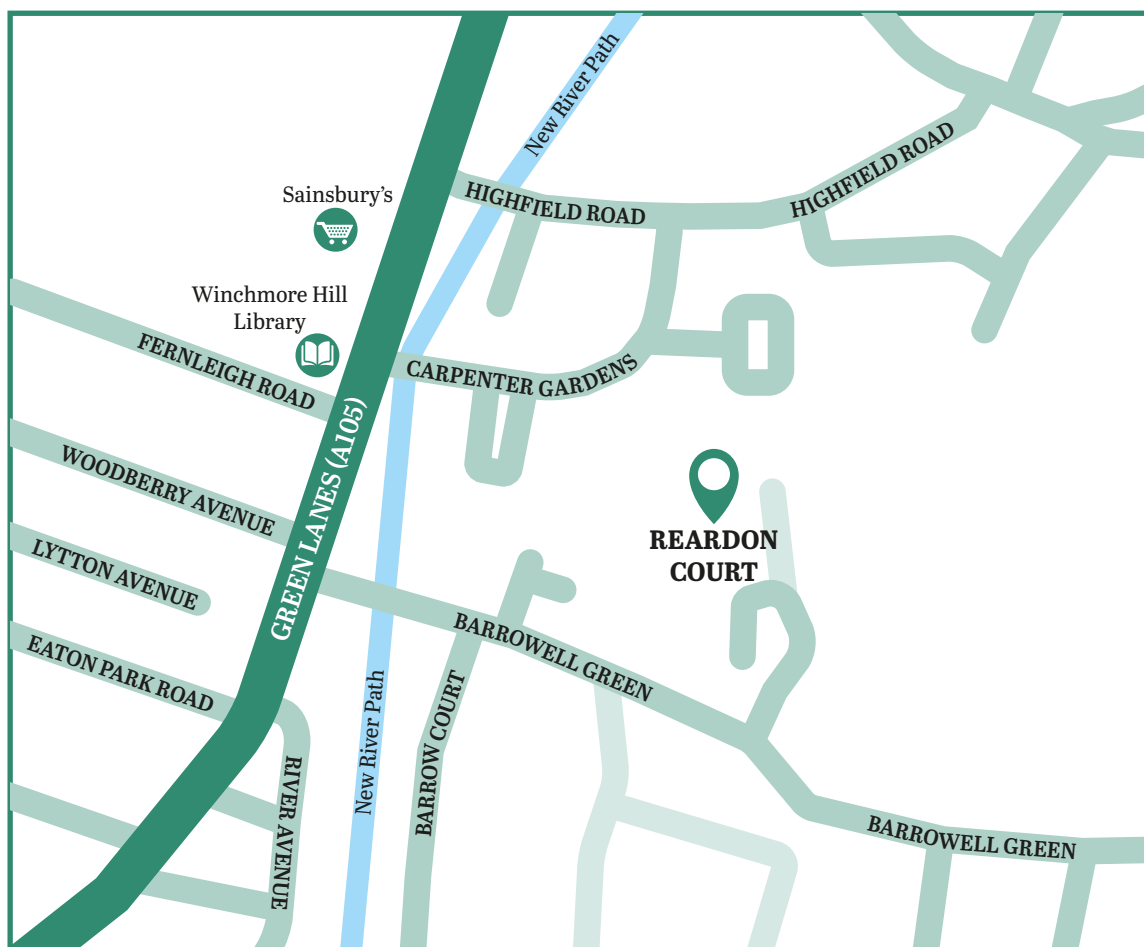 New River Path
HIGHFIELD ROAD
HIGHFIELD ROAD
Sainsbury's
Winchmore Hill
Library
FERNLEIGH ROAD
CARPENTER GARDENS
GREEN LANES (A105)
WOODBERRY AVENUE
REARDON
COURT
LYTTON AVENUE
BARROWELL GREEN
EATON PARK ROAD
New River Path
BARROW COURT
RIVER AVENUE
BARROWELL GREEN